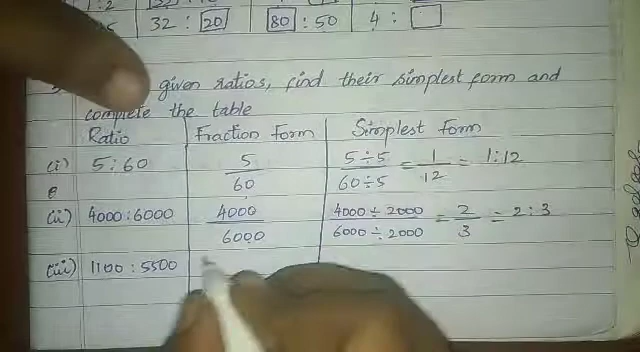 1:2
32 : 20 80 : 50 4 :
given ratios, find their simplest form and
complete the table
Ratio Fraction Form Simplest form
(i) 5:60 5/60 5÷5/60÷5 = 1/12 = 1:12
e
(ii) 4000:6000 4000/6000 4000÷2000/6000÷2000 = 2/3 = 2:3
(iii) 1100:5500